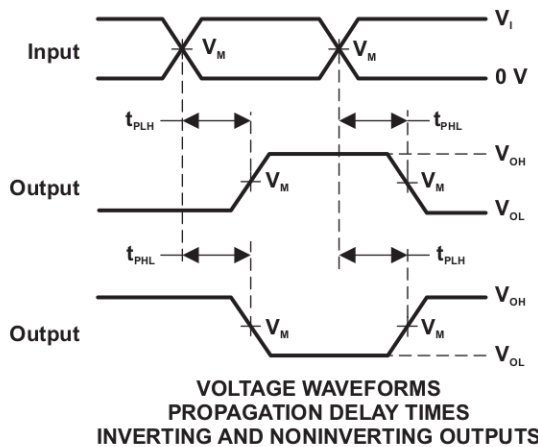 V_I
Input
V_M
V_M
0 V
t_PLH
t_PHL
V_OH
Output
V_M
V_M
V_OL
t_PHL
t_PLH
V_OH
Output
V_M
V_M
V_OL
VOLTAGE WAVEFORMS
PROPAGATION DELAY TIMES
INVERTING AND NONINVERTING OUTPUTS